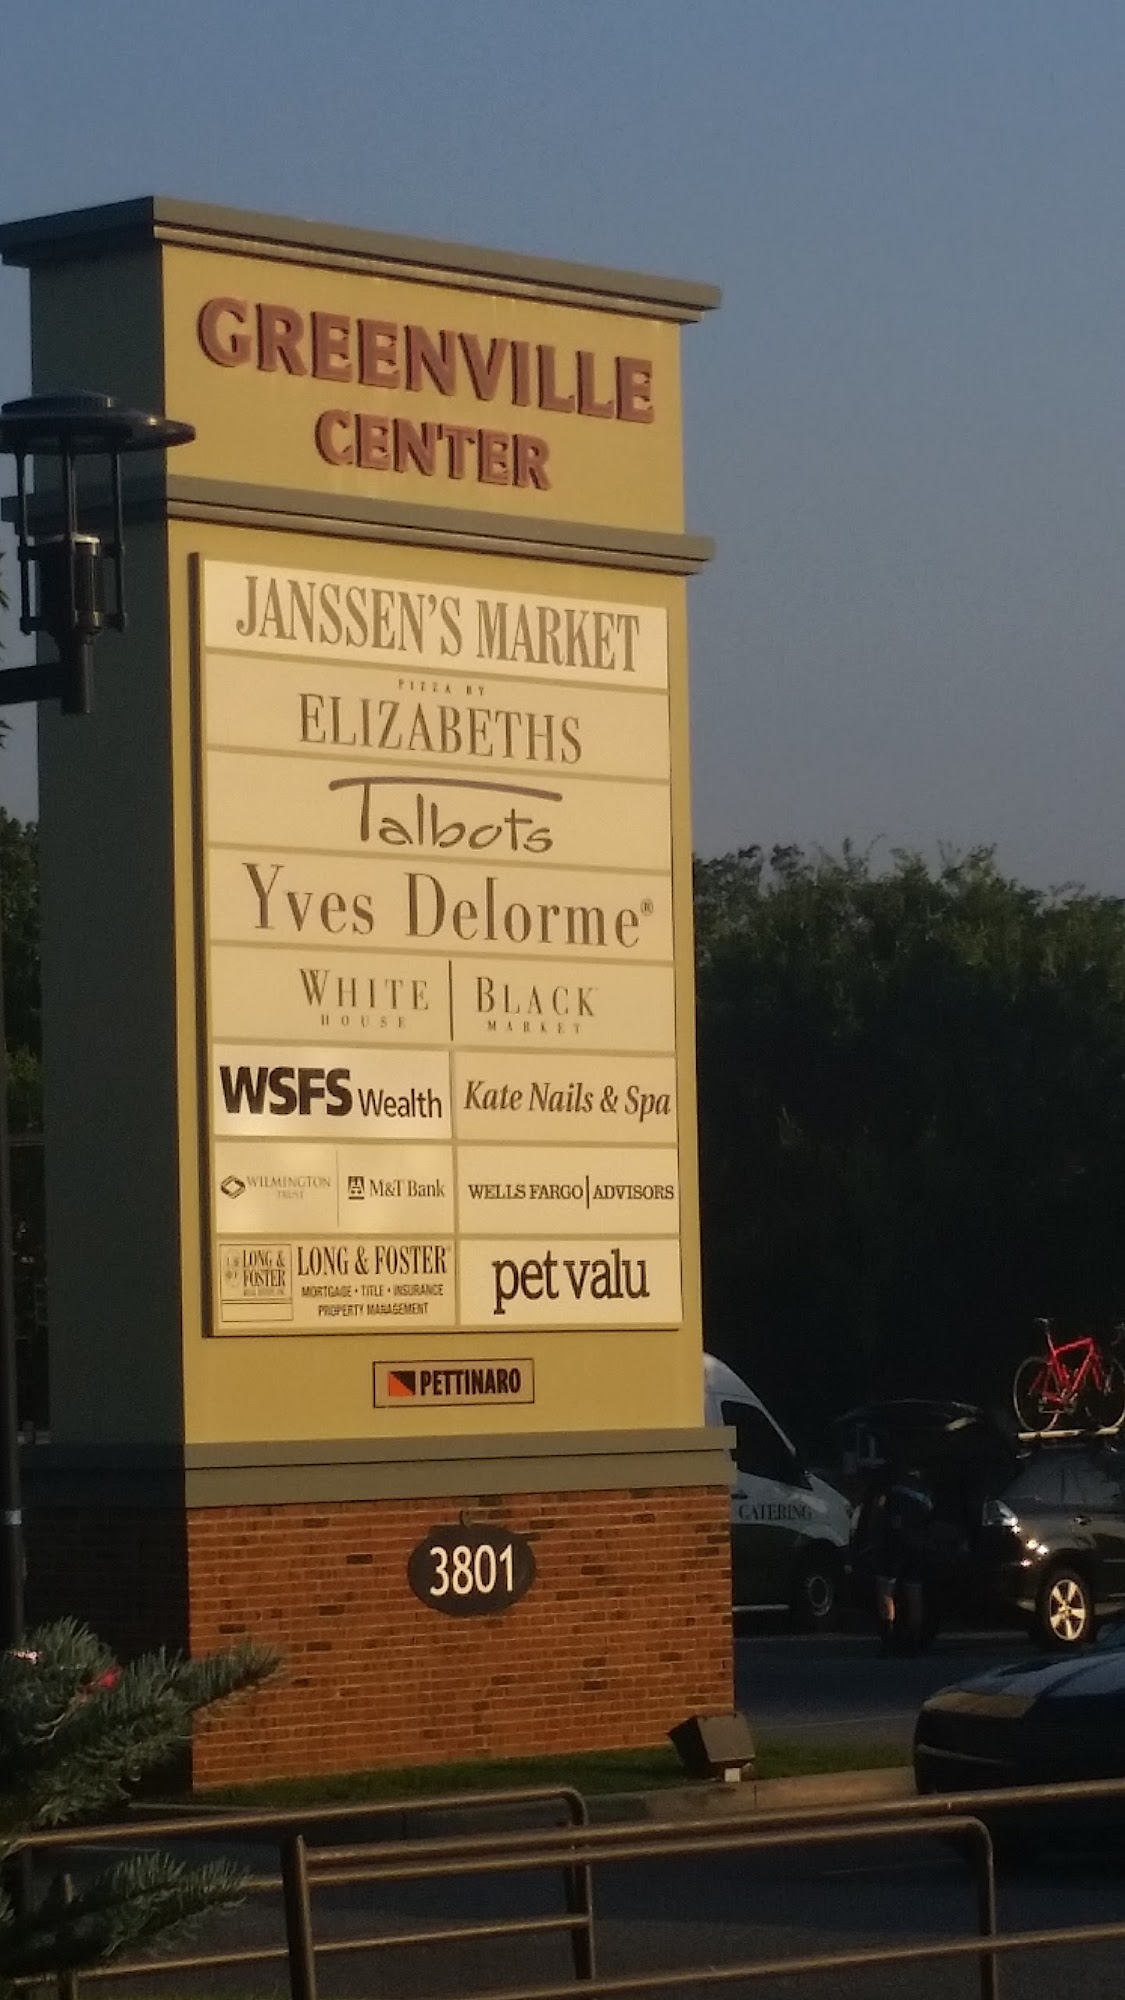 GREENVILLE
CENTER
JANSSEN'S MARKET
PIZZA BY
ELIZABETHS
Talbots
Yves Delorme®
WHITE BLACK
HOUSE MARKET
WSFS Wealth
Kate Nails & Spa
WILMINGTON
TRUST
M&T Bank
WELLS FARGO ADVISORS
LONG &
FOSTER
LONG & FOSTER
MORTGAGE • TITLE • INSURANCE
PROPERTY MANAGEMENT
pet valu
PETTINARO
CATERING
3801